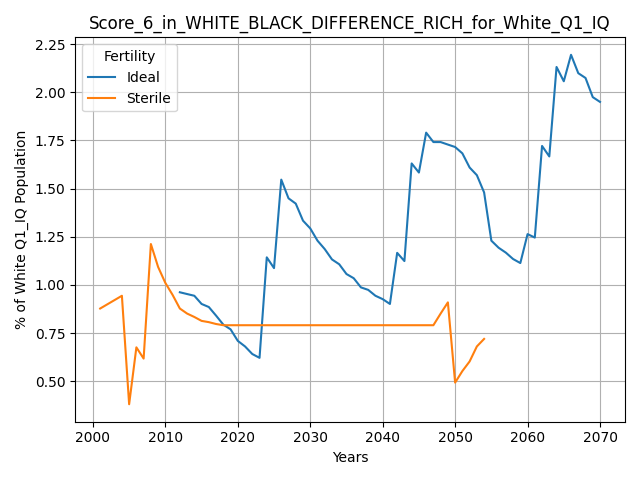 Score_6_in_WHITE_BLACK_DIFFERENCE_RICH_for_White_Q1_IQ
Fertility
Ideal
Sterile
% of White Q1_IQ Population
2.25
2.00
1.75
1.50
1.25
1.00
0.75
0.50
2000 2010 2020 2030 2040 2050 2060 2070
Years